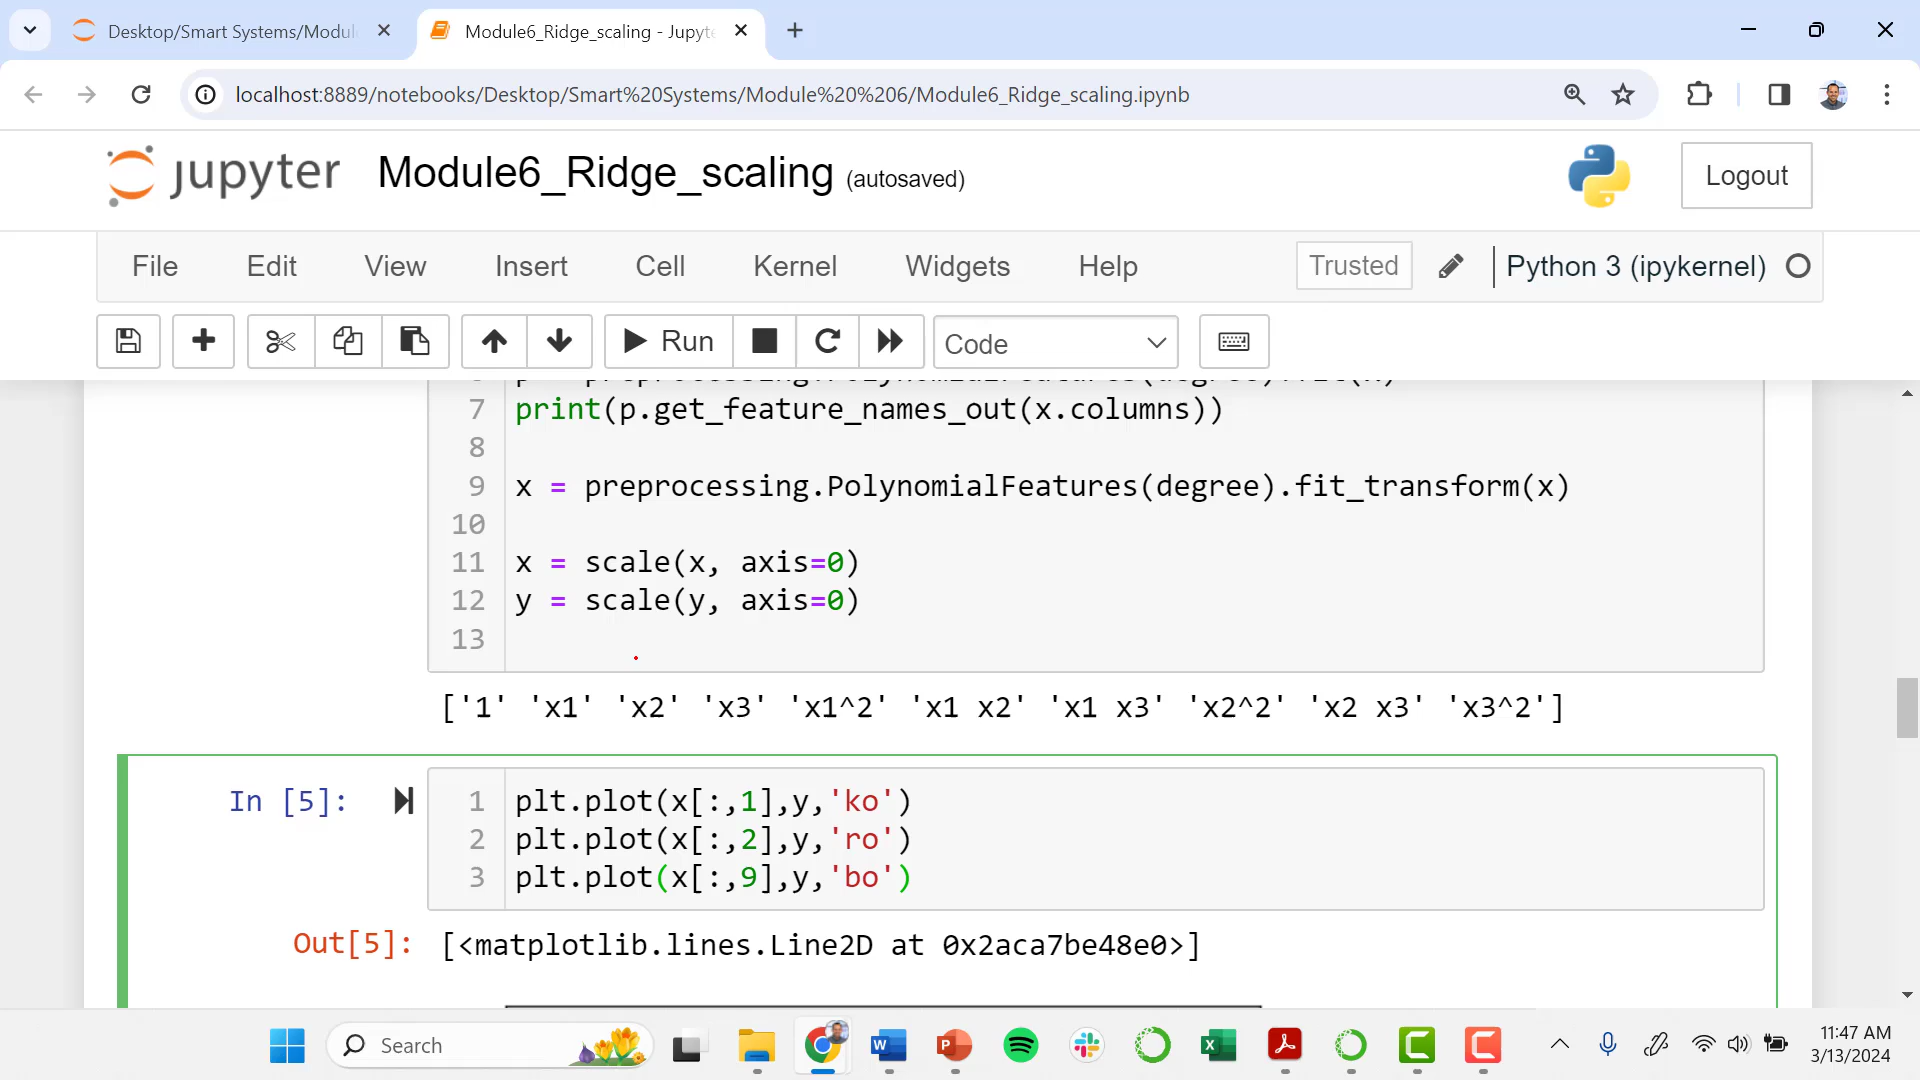 Desktop/Smart Systems/Modul
Module6_Ridge_scaling - Jupyte
localhost:8889/notebooks/Desktop/Smart%20Systems/Module%20%206/Module6_Ridge_scaling.ipynb
jupyter Module6_Ridge_scaling (autosaved)
Logout
File Edit View Insert Cell Kernel Widgets Help Trusted Python 3 (ipykernel)
Run Code
7 print(p.get_feature_names_out(x.columns))
8
9 x = preprocessing.PolynomialFeatures(degree).fit_transform(x)
10
11 x = scale(x, axis=0)
12 y = scale(y, axis=0)
13
['1' 'x1' 'x2' 'x3' 'x1^2' 'x1 x2' 'x1 x3' 'x2^2' 'x2 x3' 'x3^2']
In [5]:
1 plt.plot(x[:,1],y,'ko')
2 plt.plot(x[:,2],y,'ro')
3 plt.plot(x[:,9],y,'bo')
Out[5]: [<matplotlib.lines.Line2D at 0x2aca7be48e0>]
Search
11:47 AM
3/13/2024